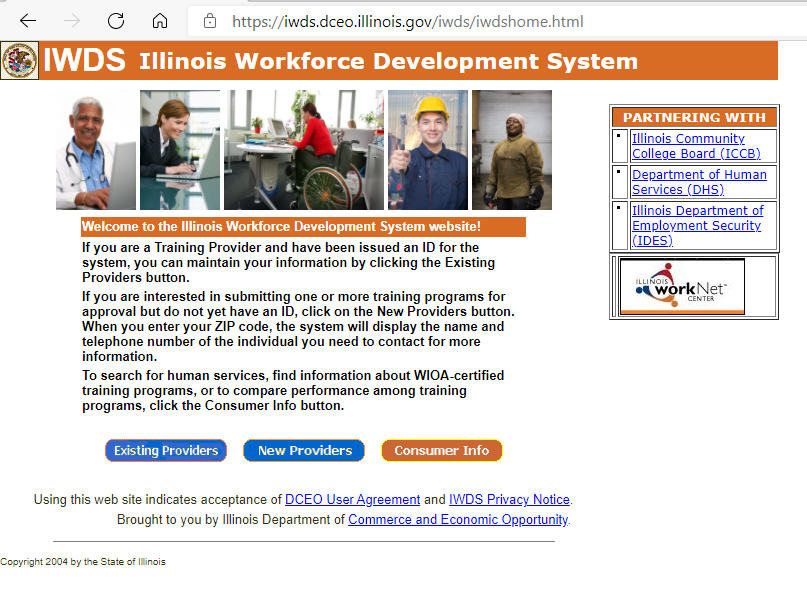 https://iwds.dceo.illinois.gov/iwds/iwdshome.html
IWDS Illinois Workforce Development System
Welcome to the Illinois Workforce Development System website!
If you are a Training Provider and have been issued an ID for the
system, you can maintain your information by clicking the Existing
Providers button.
If you are interested in submitting one or more training programs for
approval but do not yet have an ID, click on the New Providers button.
When you enter your ZIP code, the system will display the name and
telephone number of the individual you need to contact for more
information.
To search for human services, find information about WIOA-certified
training programs, or to compare performance among training
programs, click the Consumer Info button.
Existing Providers
New Providers
Consumer Info
PARTNERING WITH
Illinois Community
College Board (ICCB)
Department of Human
Services (DHS)
Illinois Department of
Employment Security
(IDES)
ILLINOIS
workNet™
CENTER
Using this web site indicates acceptance of DCEO User Agreement and IWDS Privacy Notice.
Brought to you by Illinois Department of Commerce and Economic Opportunity.
Copyright 2004 by the State of Illinois